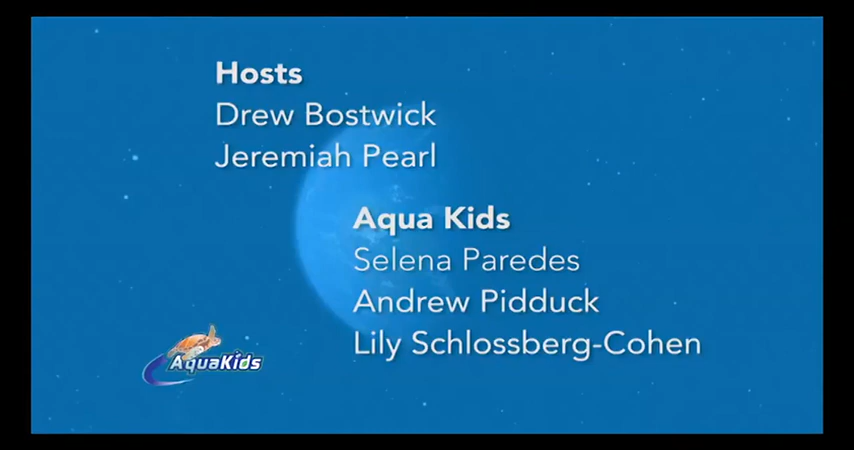 Hosts
Drew Bostwick
Jeremiah Pearl
Aqua Kids
Selena Paredes
Andrew Pidduck
Lily Schlossberg-Cohen
AquaKids